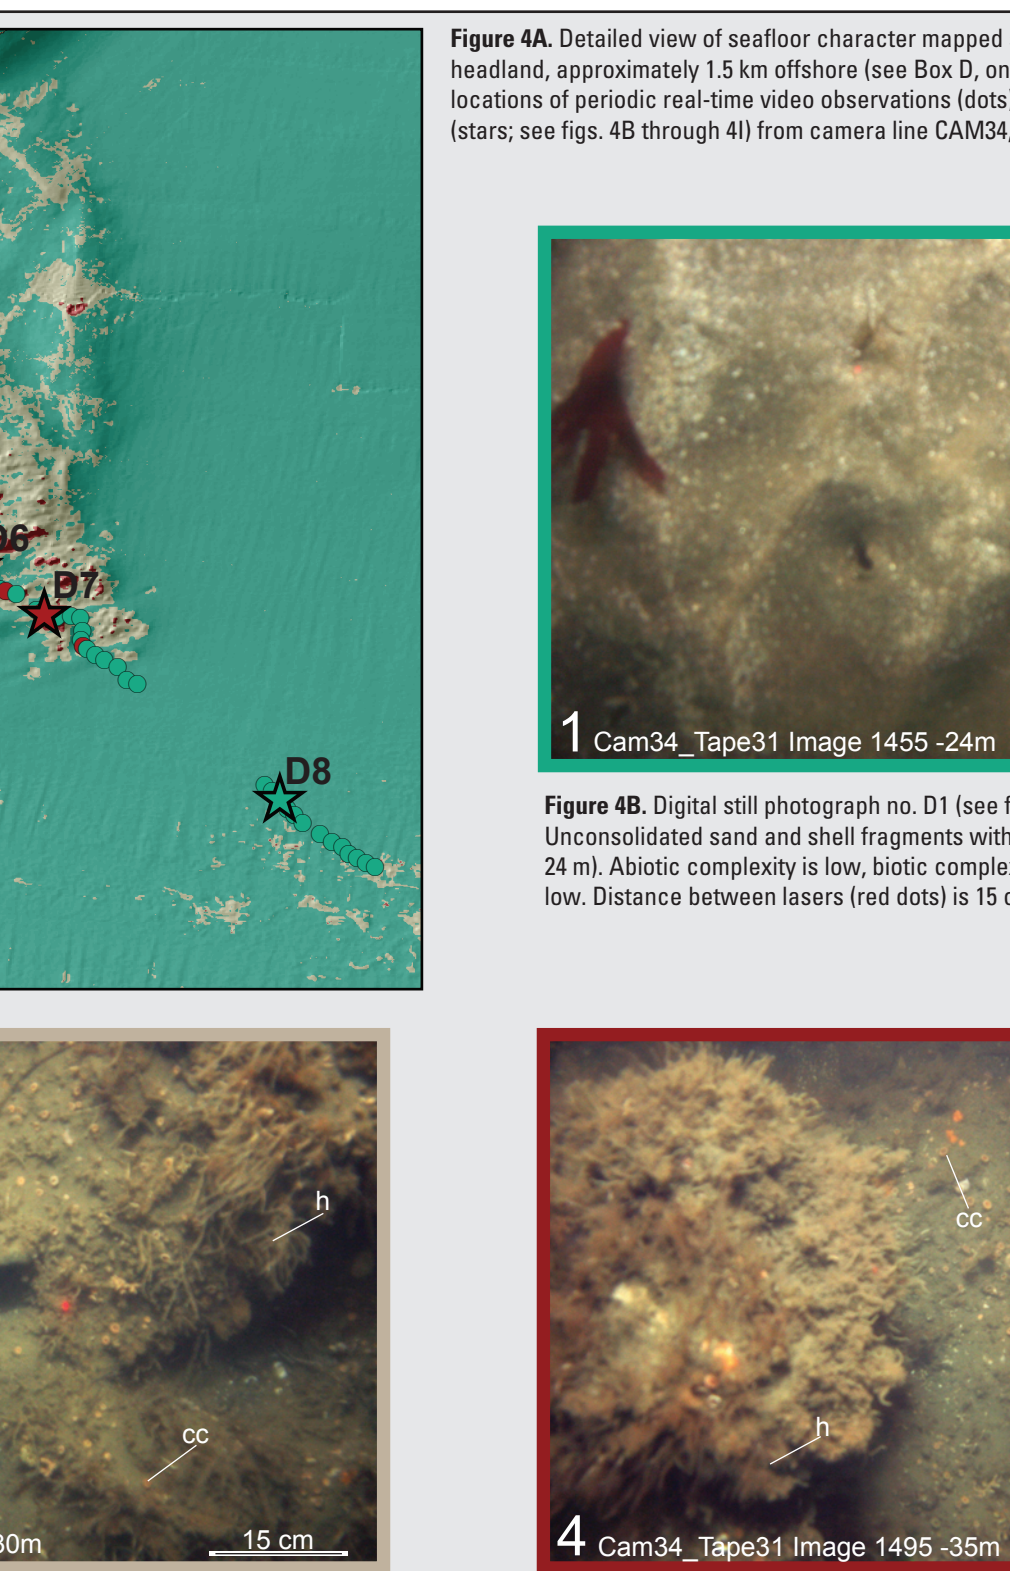 Figure 4A. Detailed view of seafloor character mapped
headland, approximately 1.5 km offshore (see Box D, on
locations of periodic real-time video observations (dots)
(stars; see figs. 4B through 4I) from camera line CAM34,
D7
D8
1 Cam34_Tape31 Image 1455 -24m
Figure 4B. Digital still photograph no. D1 (see f
Unconsolidated sand and shell fragments with
24 m). Abiotic complexity is low, biotic comple
low. Distance between lasers (red dots) is 15 c
h
cc
30m
15 cm
cc
h
4 Cam34_Tape31 Image 1495 -35m